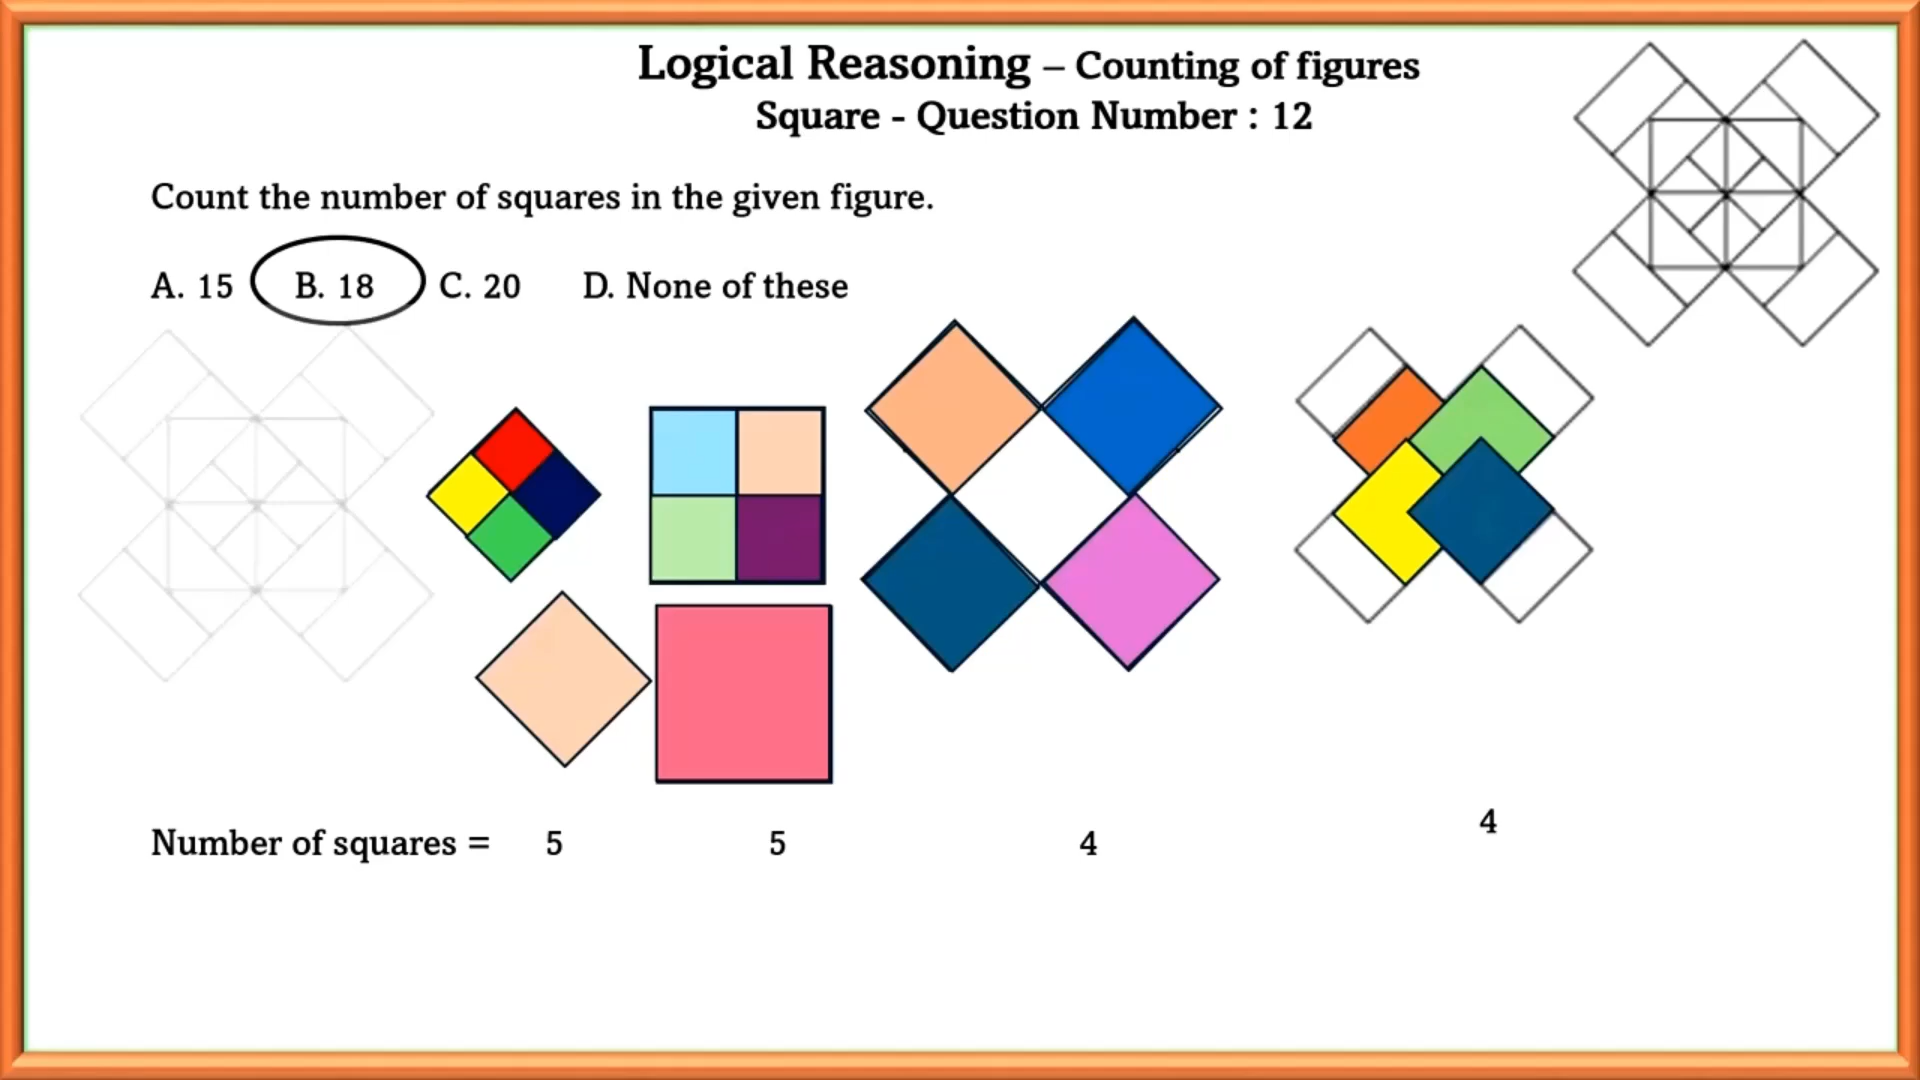 Logical Reasoning – Counting of figures
Square - Question Number : 12
Count the number of squares in the given figure.
A. 15 B. 18 C. 20 D. None of these
Number of squares = 5 5 4 4